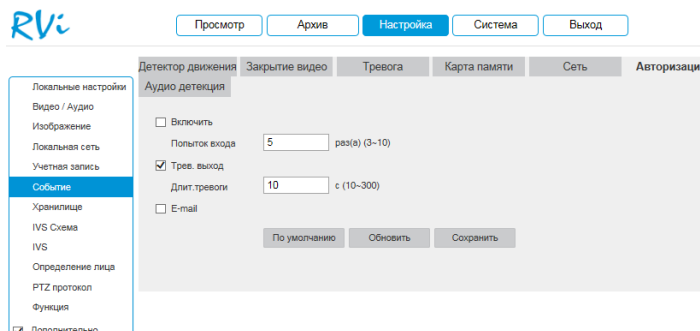 RVi
Просмотр Архив Настройка Система Выход
Детектор движения Закрытие видео Тревога Карта памяти Сеть Авторизаци
Аудио детекция
Локальные настройки
Видео / Аудио
Изображение
Локальная сеть
Учетная запись
Событие
Хранилище
IVS Схема
IVS
Определение лица
PTZ протокол
Функция
Дополнительно
Включить
Попыток входа 5 раз(а) (3~10)
Трев. выход
Длит.тревоги 10 с (10~300)
E-mail
По умолчанию Обновить Сохранить